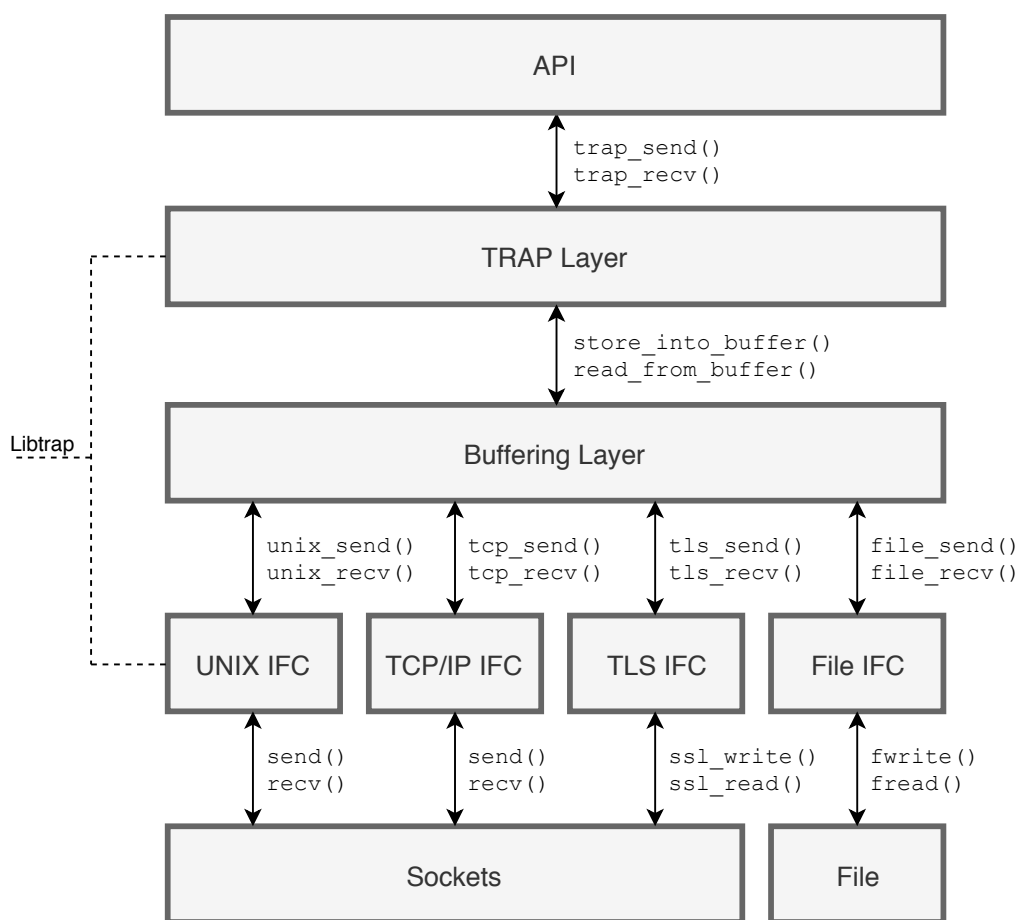 API
trap_send()
trap_recv()
TRAP Layer
store_into_buffer()
read_from_buffer()
Libtrap
Buffering Layer
unix_send()
unix_recv()
tcp_send()
tcp_recv()
tls_send()
tls_recv()
file_send()
file_recv()
UNIX IFC
TCP/IP IFC
TLS IFC
File IFC
send()
recv()
send()
recv()
ssl_write()
ssl_read()
fwrite()
fread()
Sockets
File